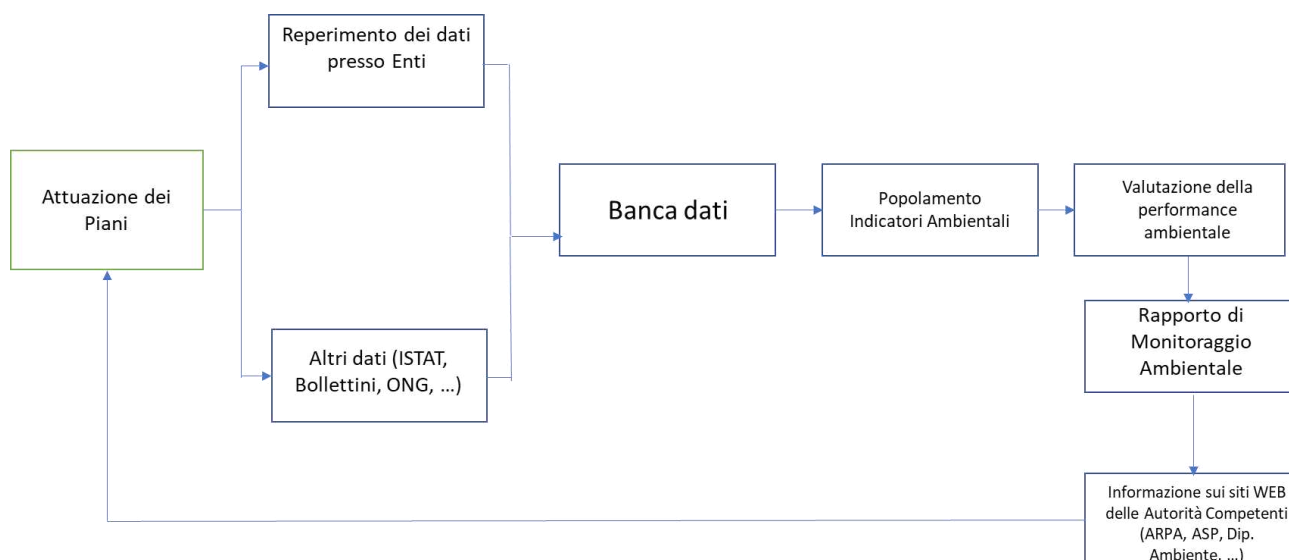 Reperimento dei dati
presso Enti
Attuazione dei
Piani
Altri dati (ISTAT,
Bollettini, ONG, ...)
Banca dati
Popolamento
Indicatori Ambientali
Valutazione della
performance
ambientale
Rapporto di
Monitoraggio
Ambientale
Informazione sui siti WEB
delle Autorità Competenti
(ARPA, ASP, Dip.
Ambiente, ...)